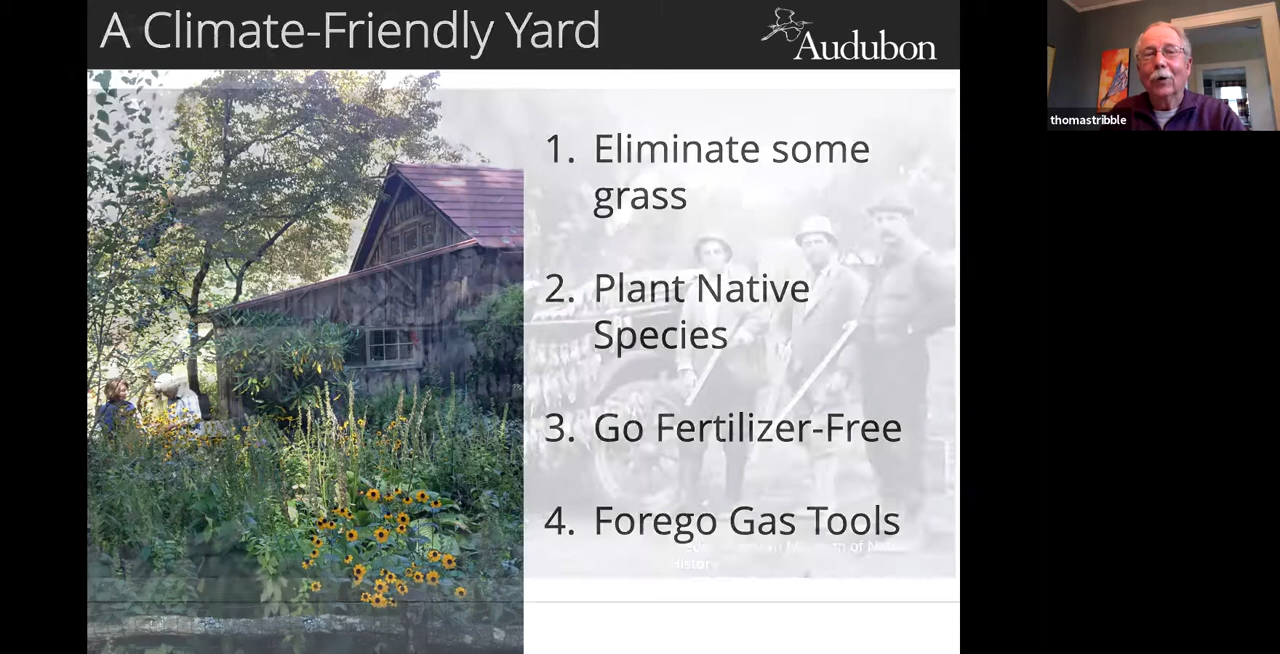 A Climate-Friendly Yard
Audubon
thomastribble
1. Eliminate some
grass
2. Plant Native
Species
3. Go Fertilizer-Free
4. Forego Gas Tools